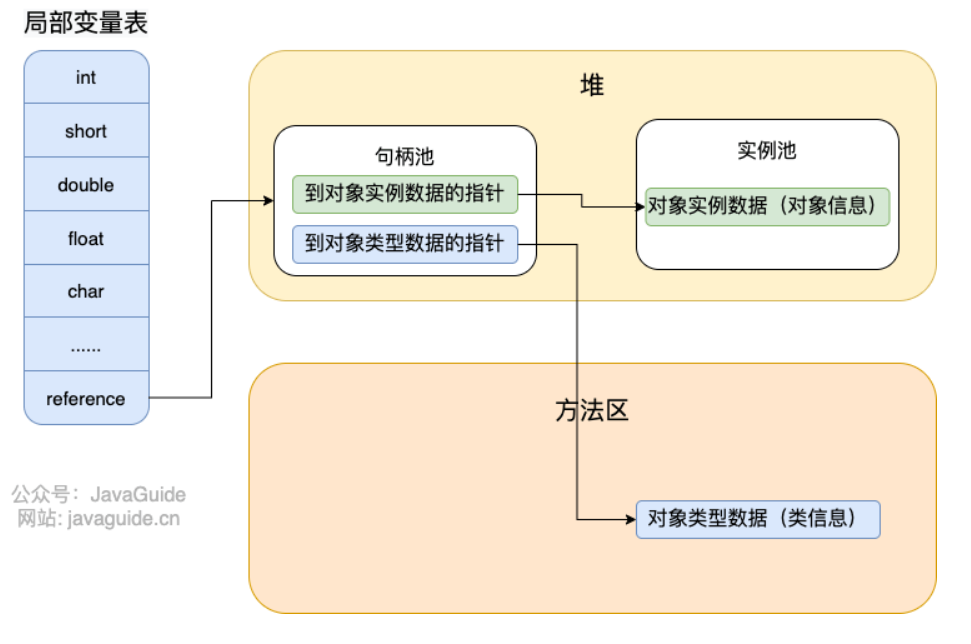 局部变量表
int
short
double
float
char
......
reference
堆
句柄池
到对象实例数据的指针
到对象类型数据的指针
实例池
对象实例数据（对象信息）
方法区
对象类型数据（类信息）
公众号：JavaGuide
网站: javaguide.cn